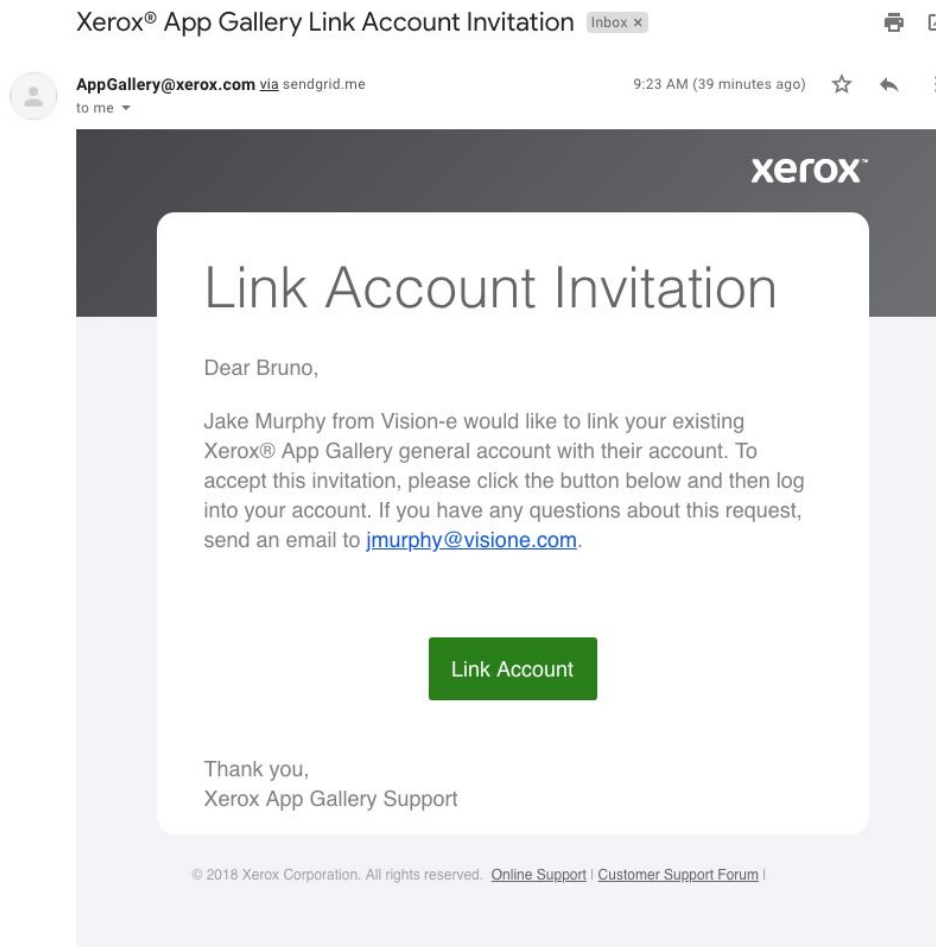 Xerox® App Gallery Link Account Invitation Inbox ×
AppGallery@xerox.com via sendgrid.me 9:23 AM (39 minutes ago)
to me
xerox™
Link Account Invitation
Dear Bruno,
Jake Murphy from Vision-e would like to link your existing
Xerox® App Gallery general account with their account. To
accept this invitation, please click the button below and then log
into your account. If you have any questions about this request,
send an email to jmurphy@visione.com.
Link Account
Thank you,
Xerox App Gallery Support
© 2018 Xerox Corporation. All rights reserved. Online Support | Customer Support Forum |